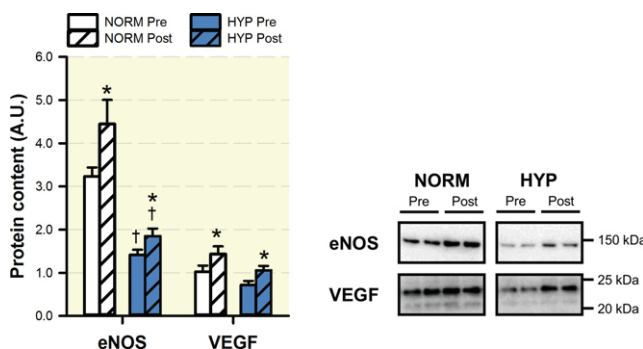 NORM Pre HYP Pre
NORM Post HYP Post
Protein content (A.U.)
6.0
5.0
4.0
3.0
2.0
1.0
0.0
*
†
*
†
*
*
eNOS VEGF
NORM HYP
Pre Post Pre Post
eNOS
150 kDa
VEGF
25 kDa
20 kDa